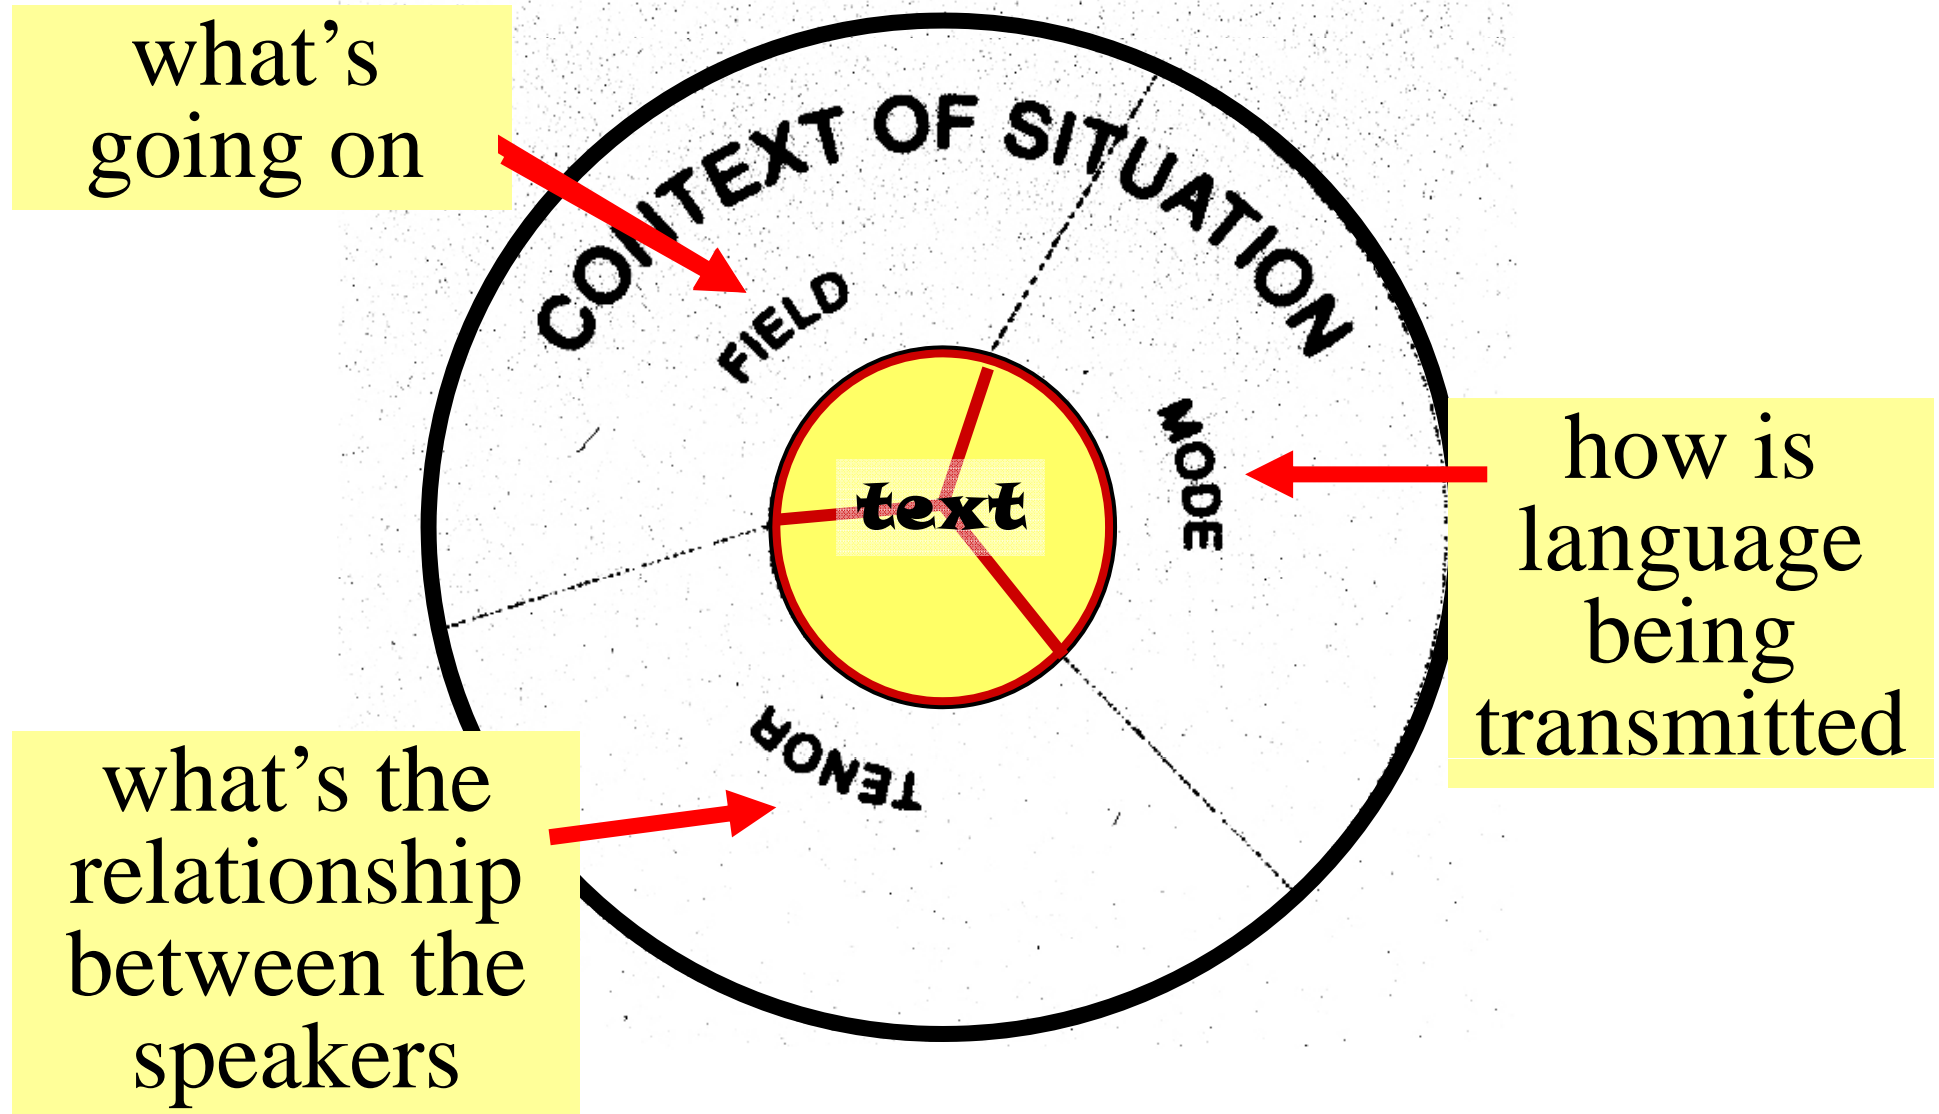 what’s
going on
CONTEXT OF SITUATION
FIELD
MODE
text
how is
language
being
transmitted
TENOR
what’s the
relationship
between the
speakers